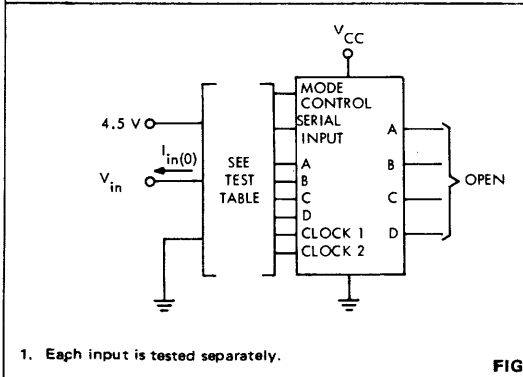 VCC
MODE
CONTROL
SERIAL
INPUT
4.5 V
Iin(0)
Vin
SEE
TEST
TABLE
A
B
C
D
CLOCK 1
CLOCK 2
A
B
C
D
OPEN
1. Each input is tested separately.
FIG